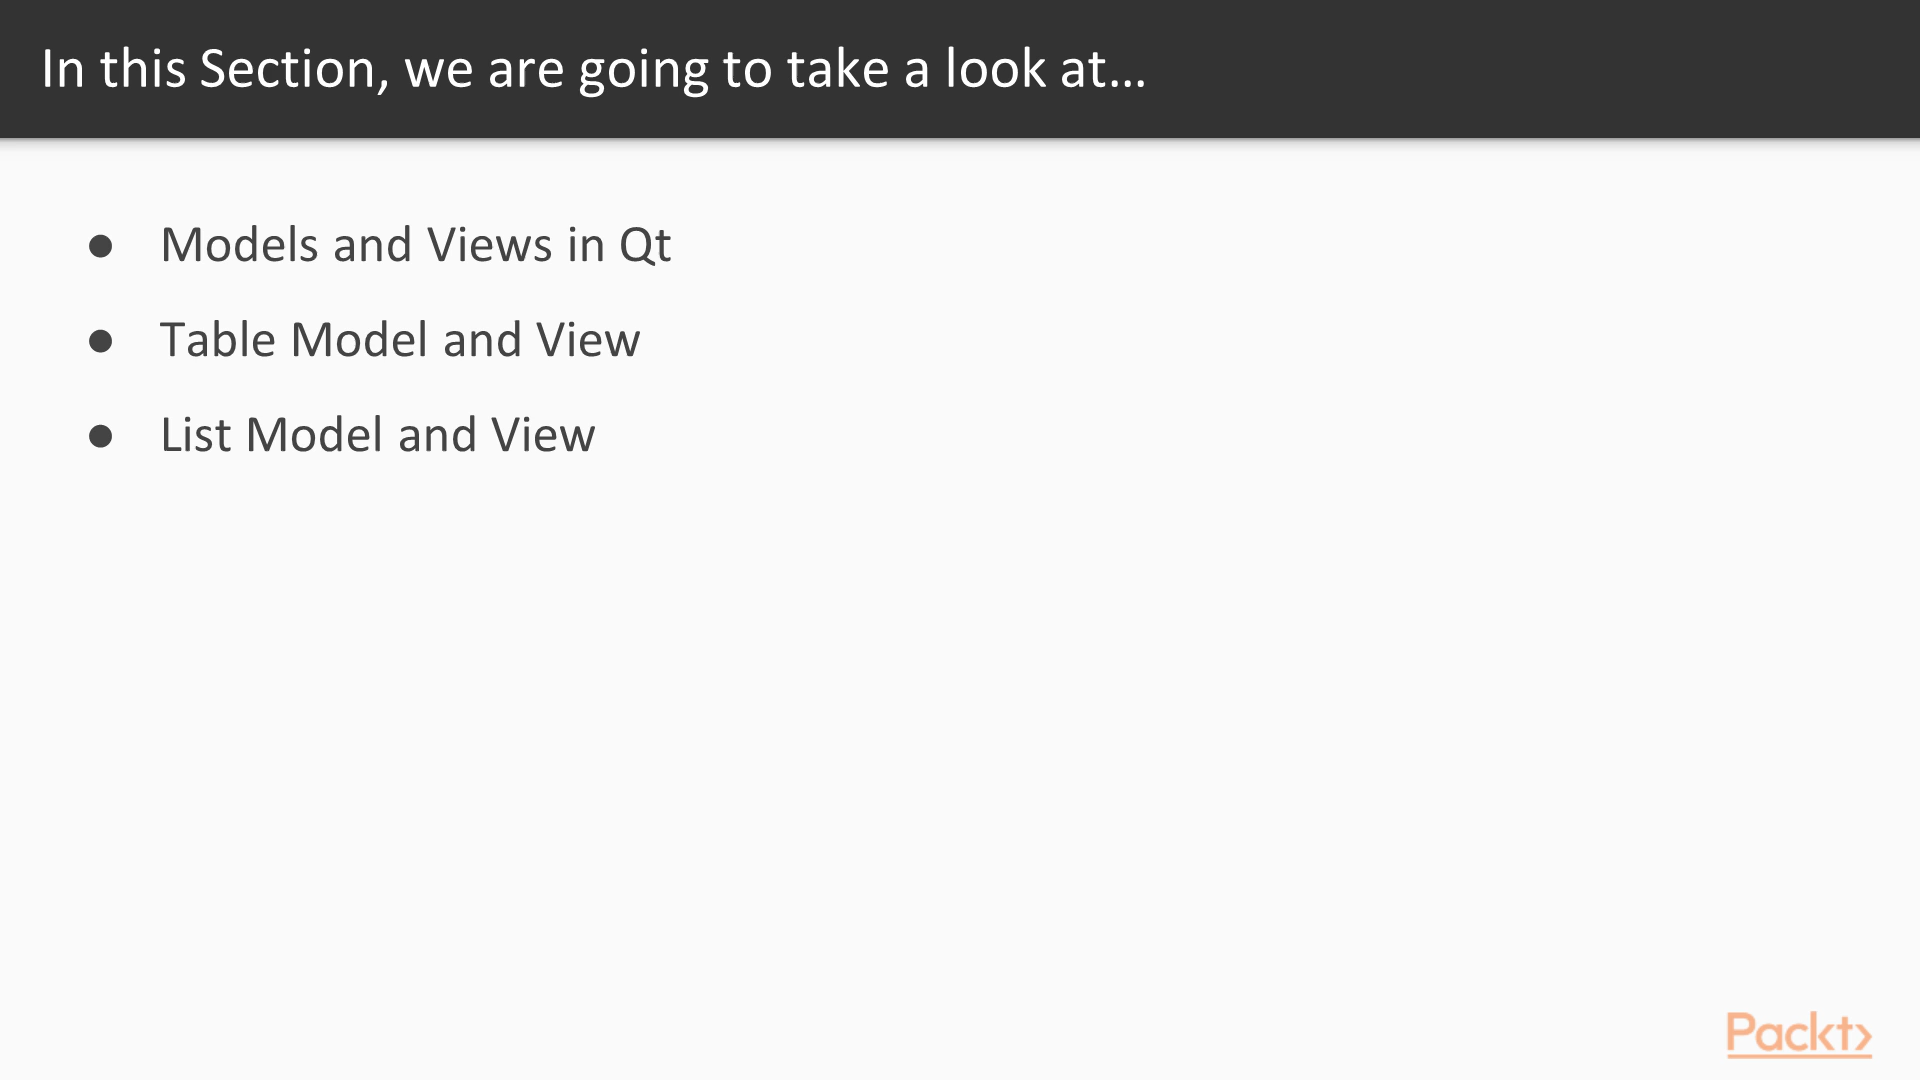 In this Section, we are going to take a look at...
● Models and Views in Qt
● Table Model and View
● List Model and View
Packt>